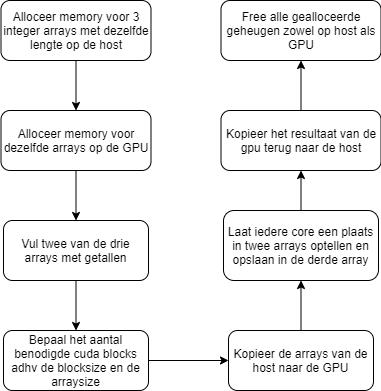 Alloceer memory voor 3
integer arrays met dezelfde
lengte op de host
Alloceer memory voor
dezelfde arrays op de GPU
Vul twee van de drie
arrays met getallen
Bepaal het aantal
benodigde cuda blocks
adhv de blocksize en de
arraysize
Kopieer de arrays van de
host naar de GPU
Laat iedere core een plaats
in twee arrays optellen en
opslaan in de derde array
Kopieer het resultaat van de
gpu terug naar de host
Free alle gealloceerde
geheugen zowel op host als
GPU